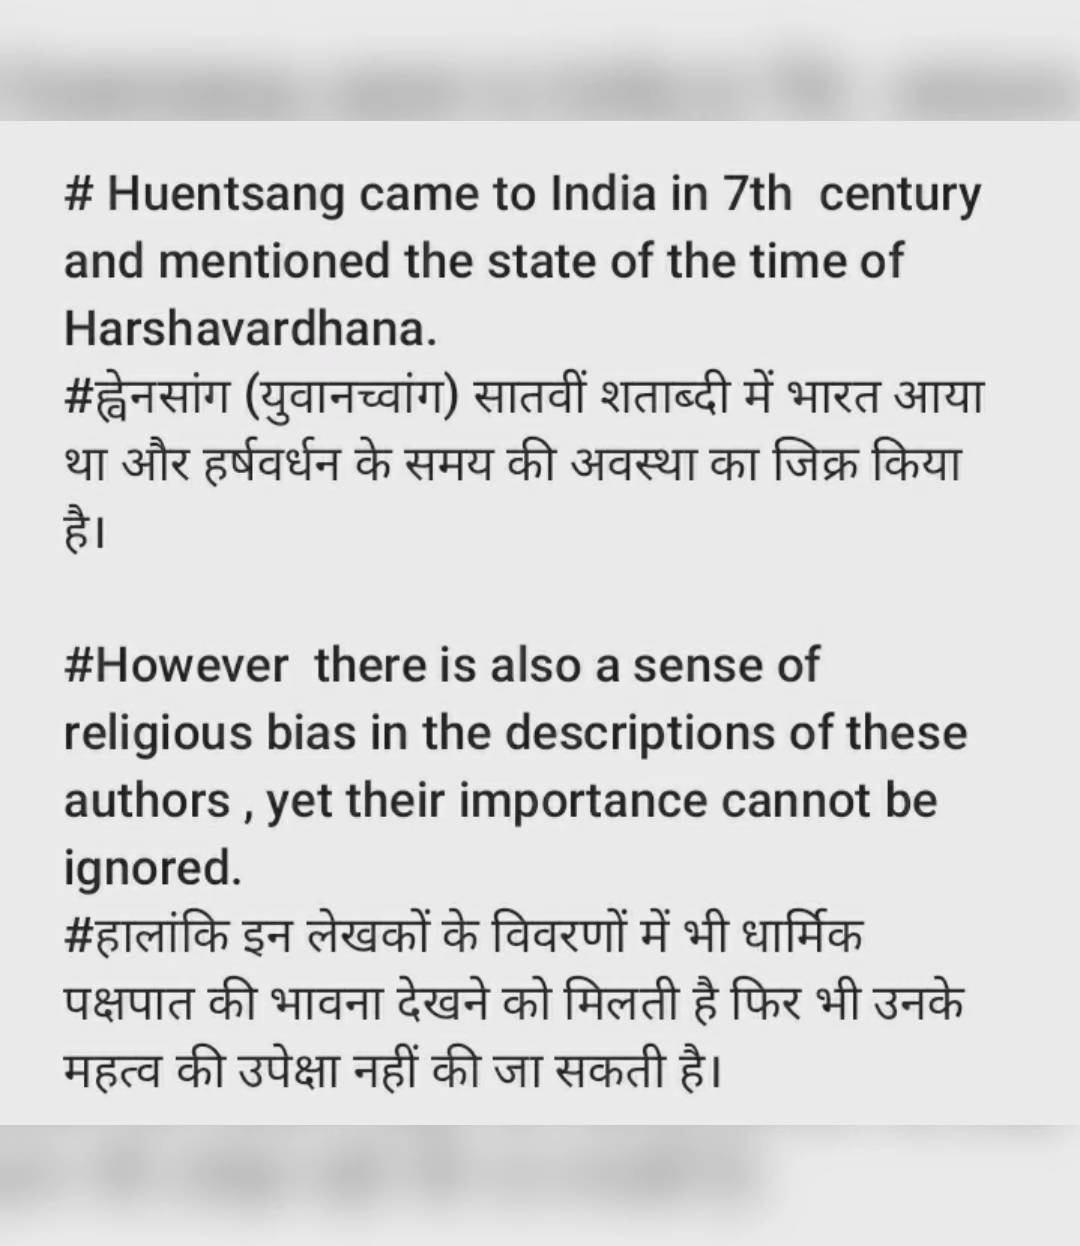 # Huentsang came to India in 7th  century
and mentioned the state of the time of
Harshavardhana.
#ह्वेनसांग (युवानच्वांग) सातवीं शताब्दी में भारत आया
था और हर्षवर्धन के समय की अवस्था का जिक्र किया
है।
#However  there is also a sense of
religious bias in the descriptions of these
authors , yet their importance cannot be
ignored.
#हालांकि इन लेखकों के विवरणों में भी धार्मिक
पक्षपात की भावना देखने को मिलती है फिर भी उनके
महत्व की उपेक्षा नहीं की जा सकती है।